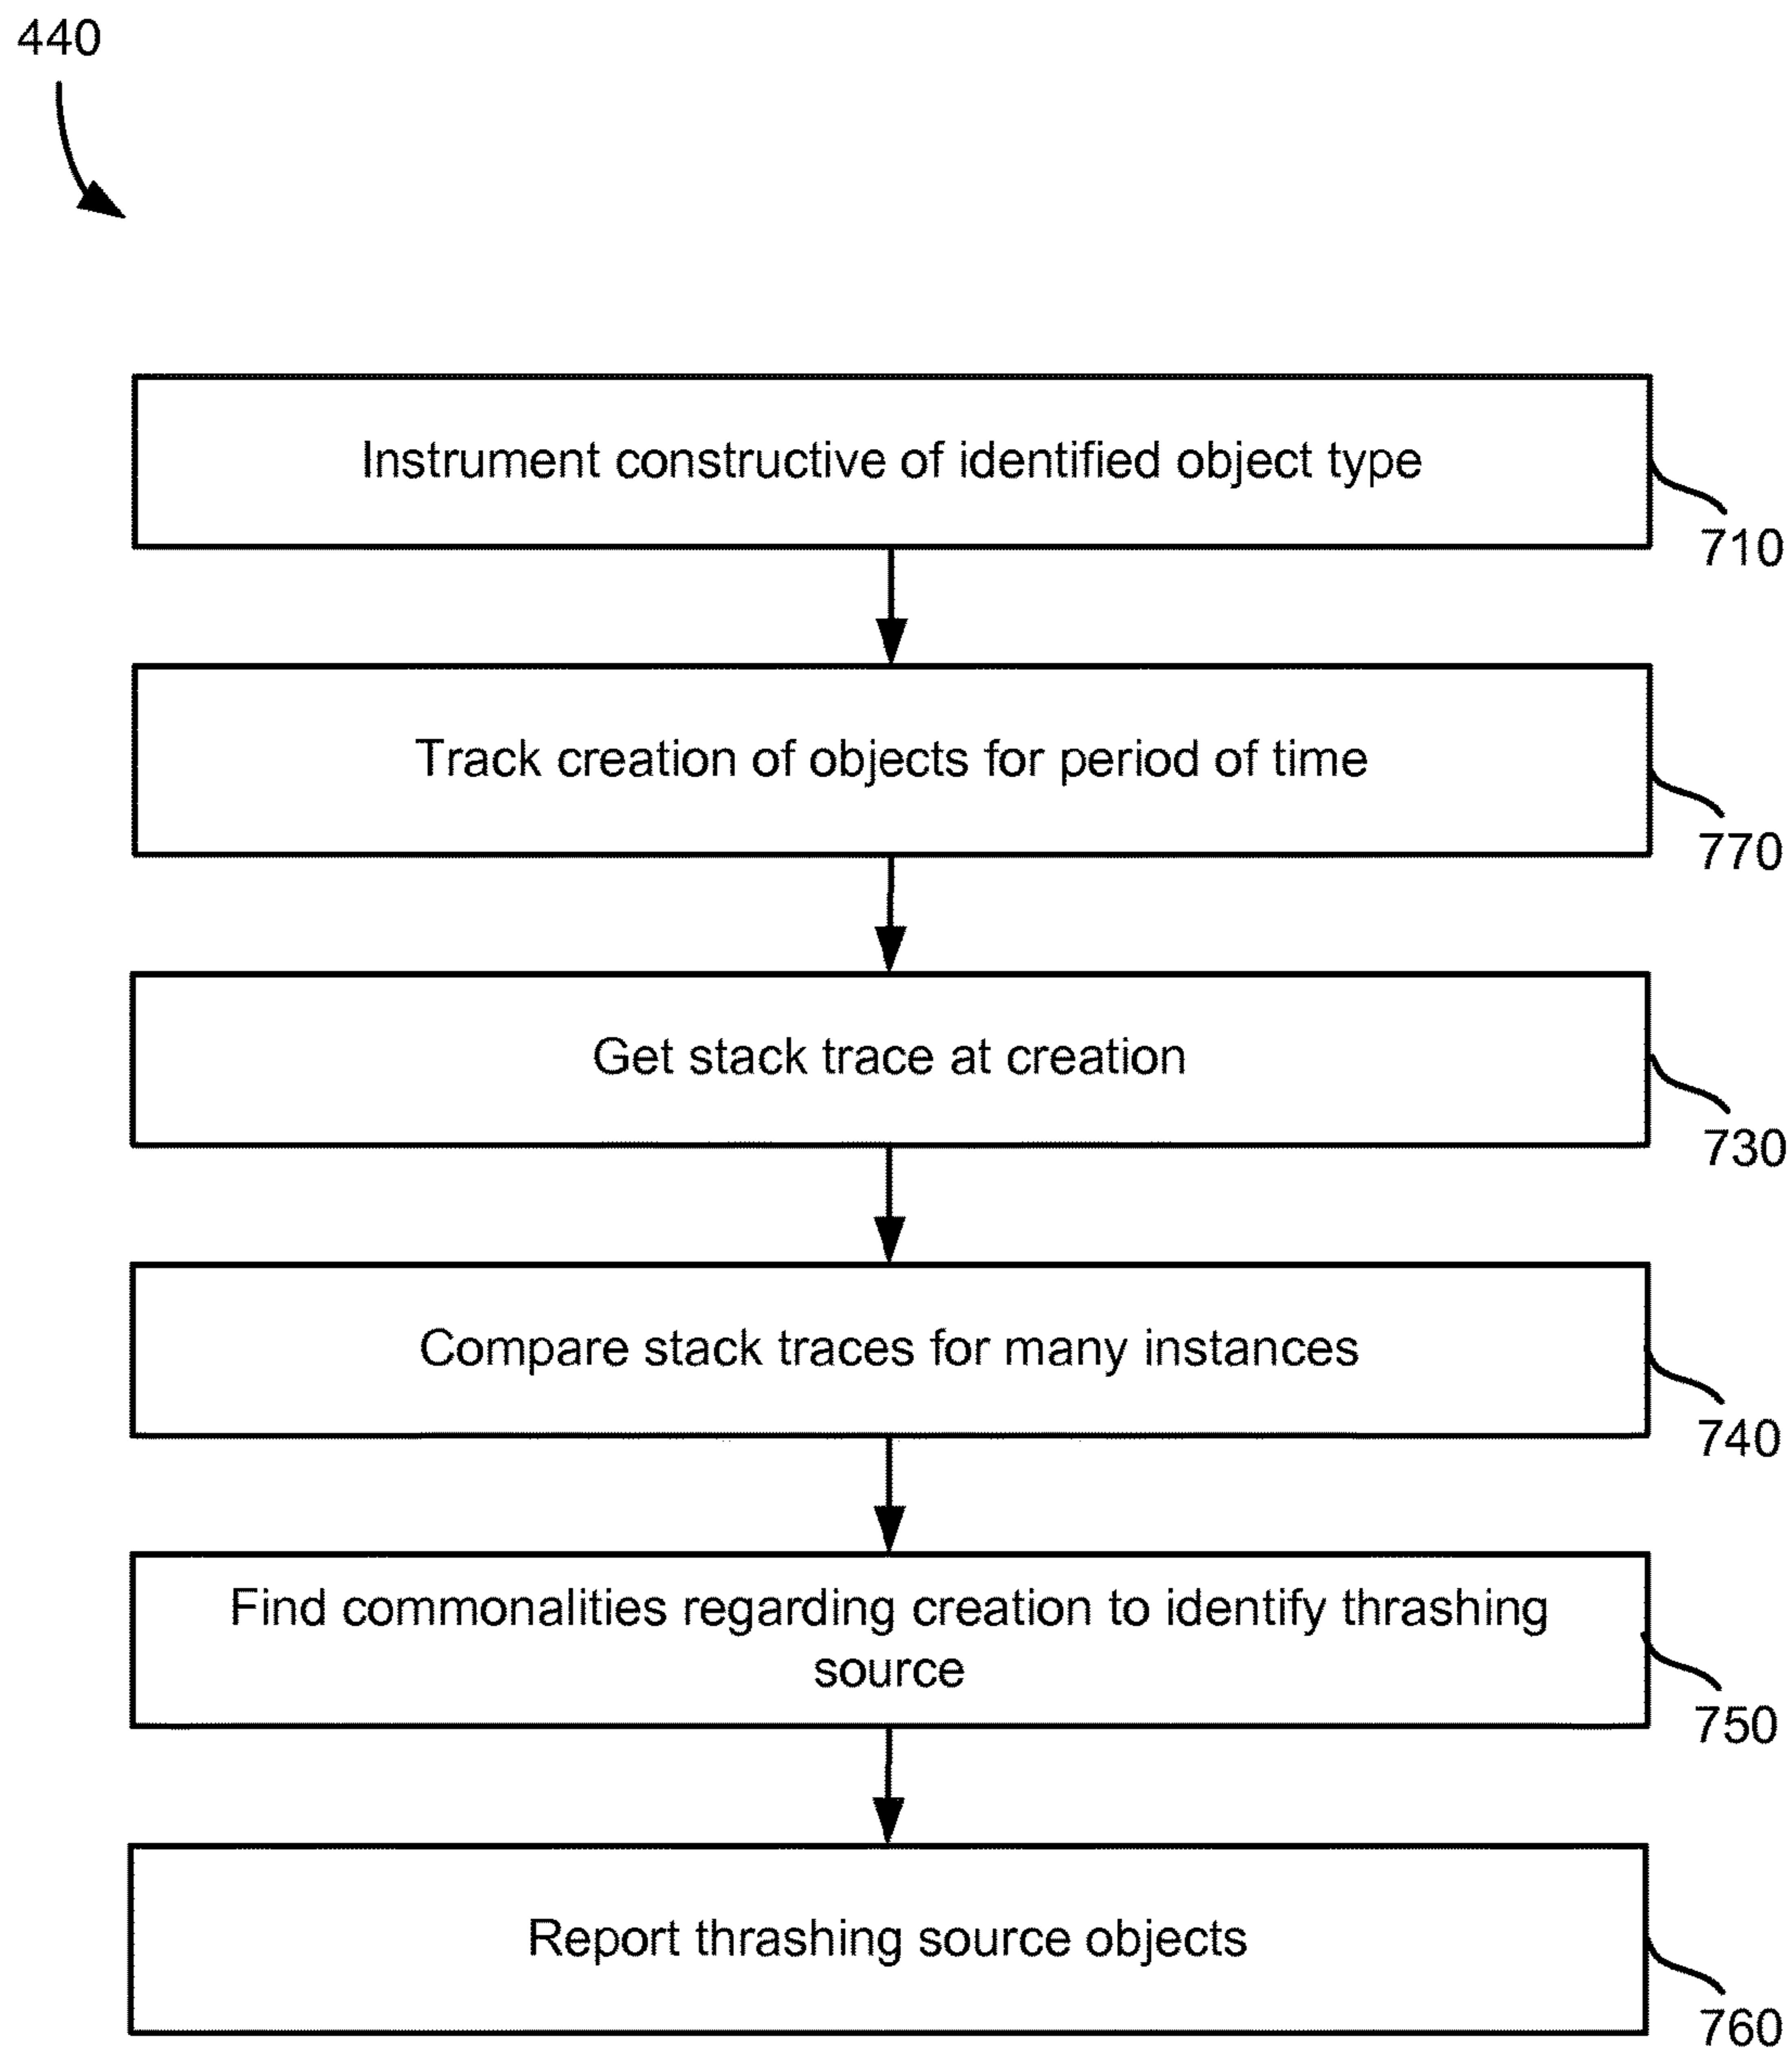 440
Instrument constructive of identified object type
710
Track creation of objects for period of time
770
Get stack trace at creation
730
Compare stack traces for many instances
740
Find commonalities regarding creation to identify thrashing
source
750
Report thrashing source objects
760